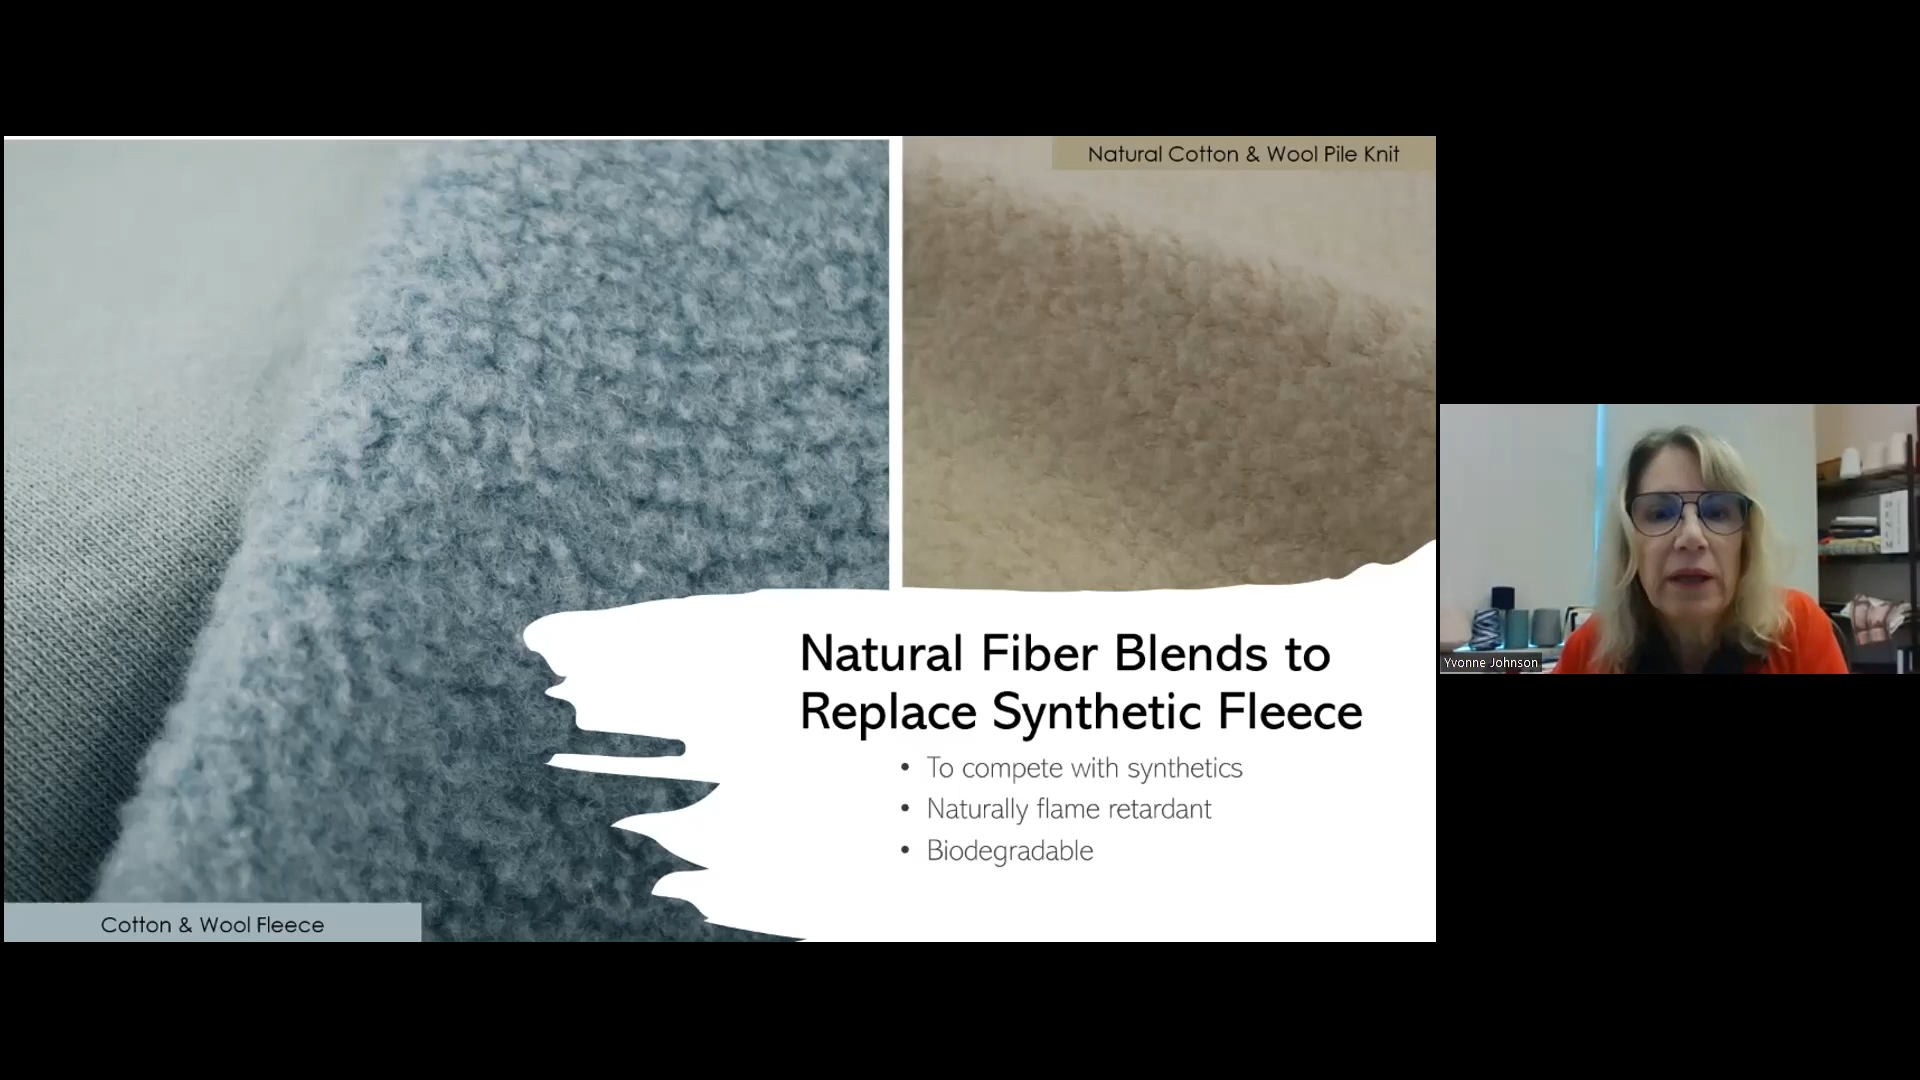 Natural Cotton & Wool Pile Knit
Natural Fiber Blends to
Replace Synthetic Fleece
• To compete with synthetics
• Naturally flame retardant
• Biodegradable
Cotton & Wool Fleece
Yvonne Johnson